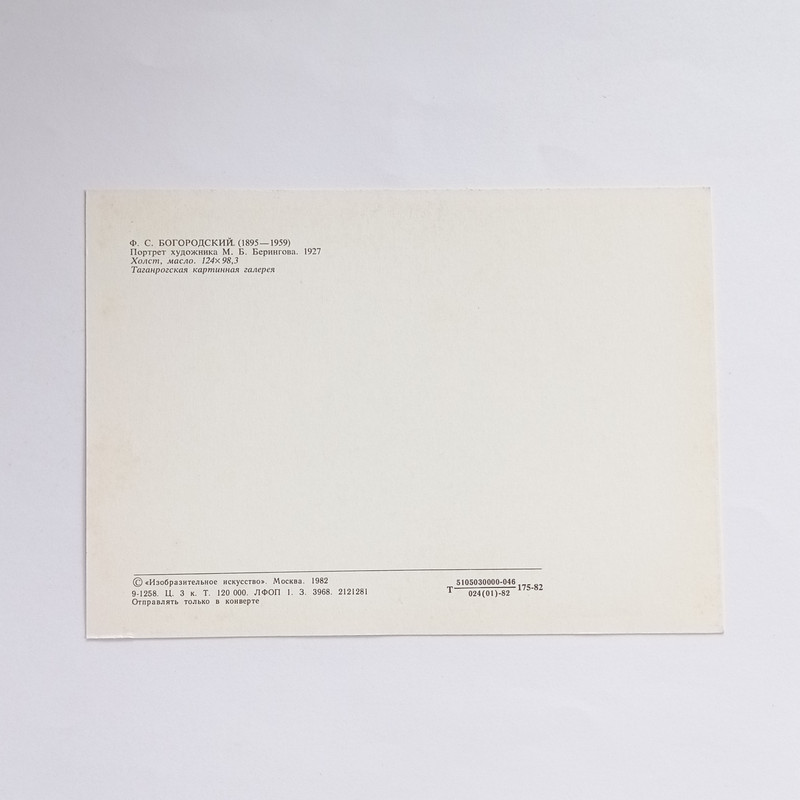 Ф. С. БОГОРОДСКИЙ. (1895—1959)
Портрет художника М. Б. Берингова. 1927
Холст, масло. 124×98,3
Таганрогская картинная галерея
© «Изобразительное искусство». Москва. 1982
9-1258. Ц. 3 к. Т. 120 000. ЛФОП 1. З. 3968. 2121281
Отправлять только в конверте
5105030000-046
Т 175-82
024(01)-82